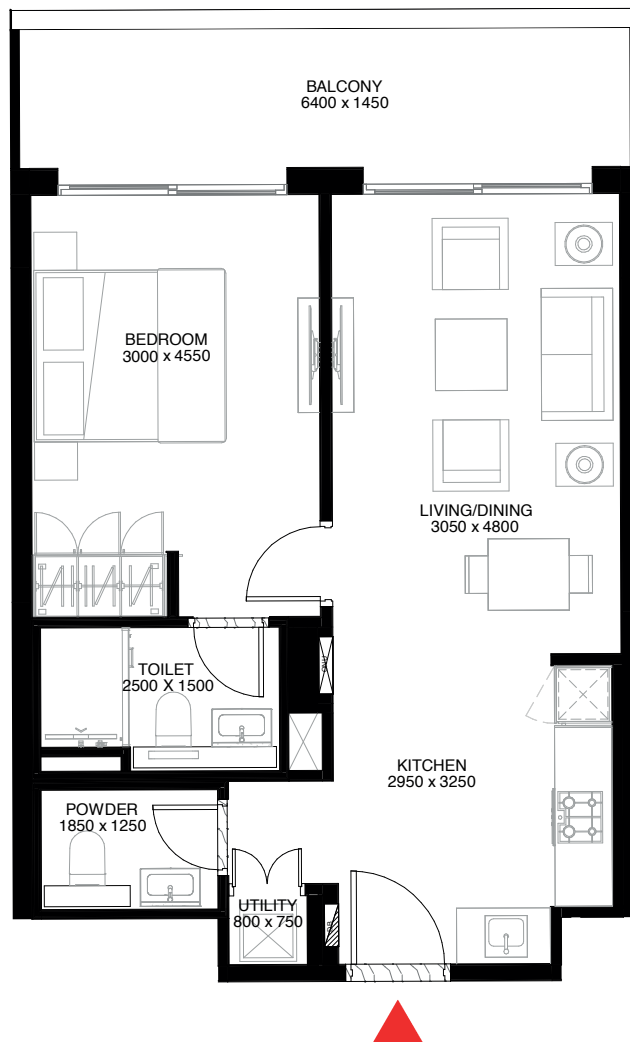 BALCONY
6400 x 1450
BEDROOM
3000 x 4550
LIVING/DINING
3050 x 4800
TOILET
2500 X 1500
KITCHEN
2950 x 3250
POWDER
1850 x 1250
UTILITY
800 x 750